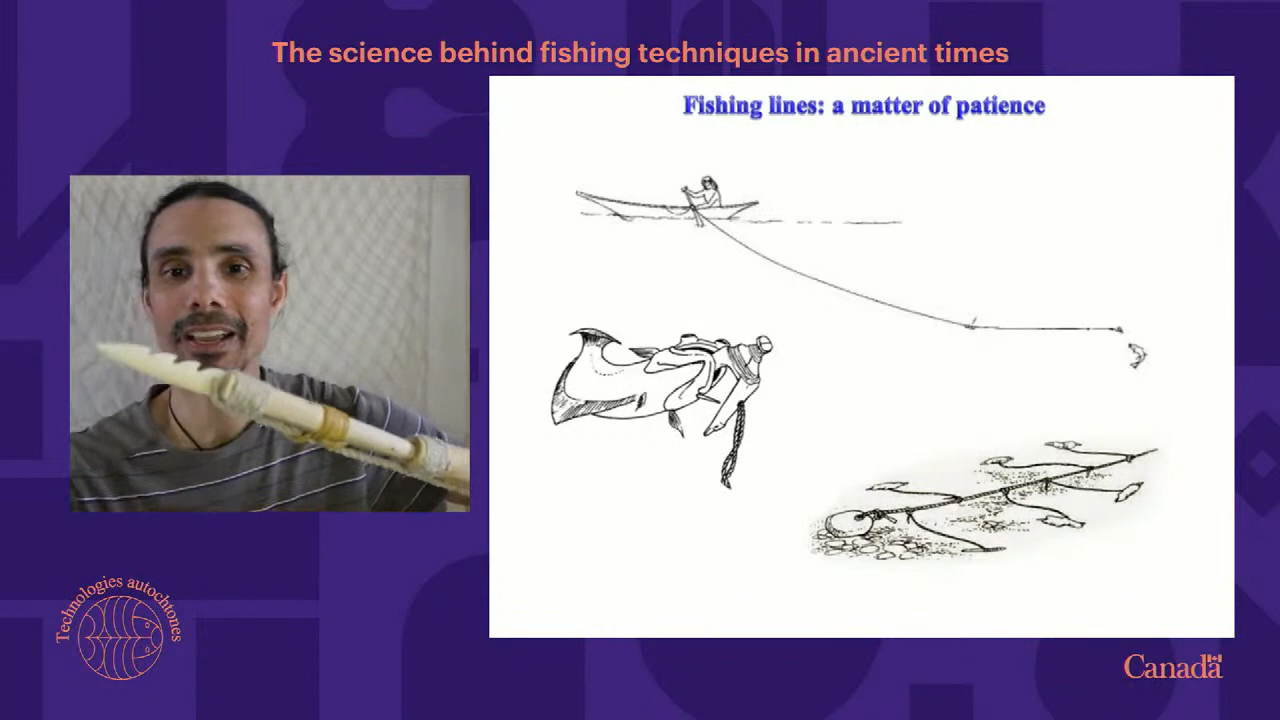 The science behind fishing techniques in ancient times
Fishing lines: a matter of patience
Technologies autochtones
Canada